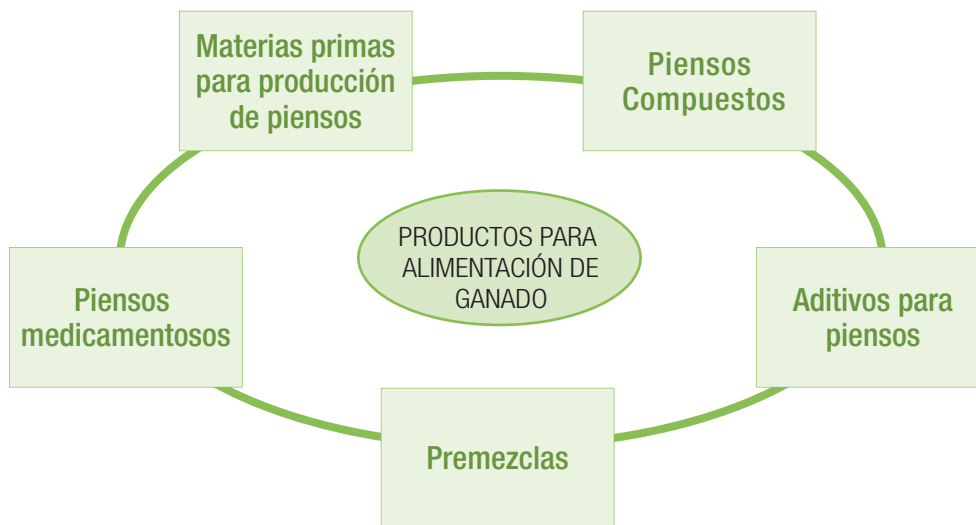 Materias primas
para producción
de piensos
Piensos
Compuestos
PRODUCTOS PARA
ALIMENTACIÓN DE
GANADO
Piensos
medicamentosos
Aditivos para
piensos
Premezclas